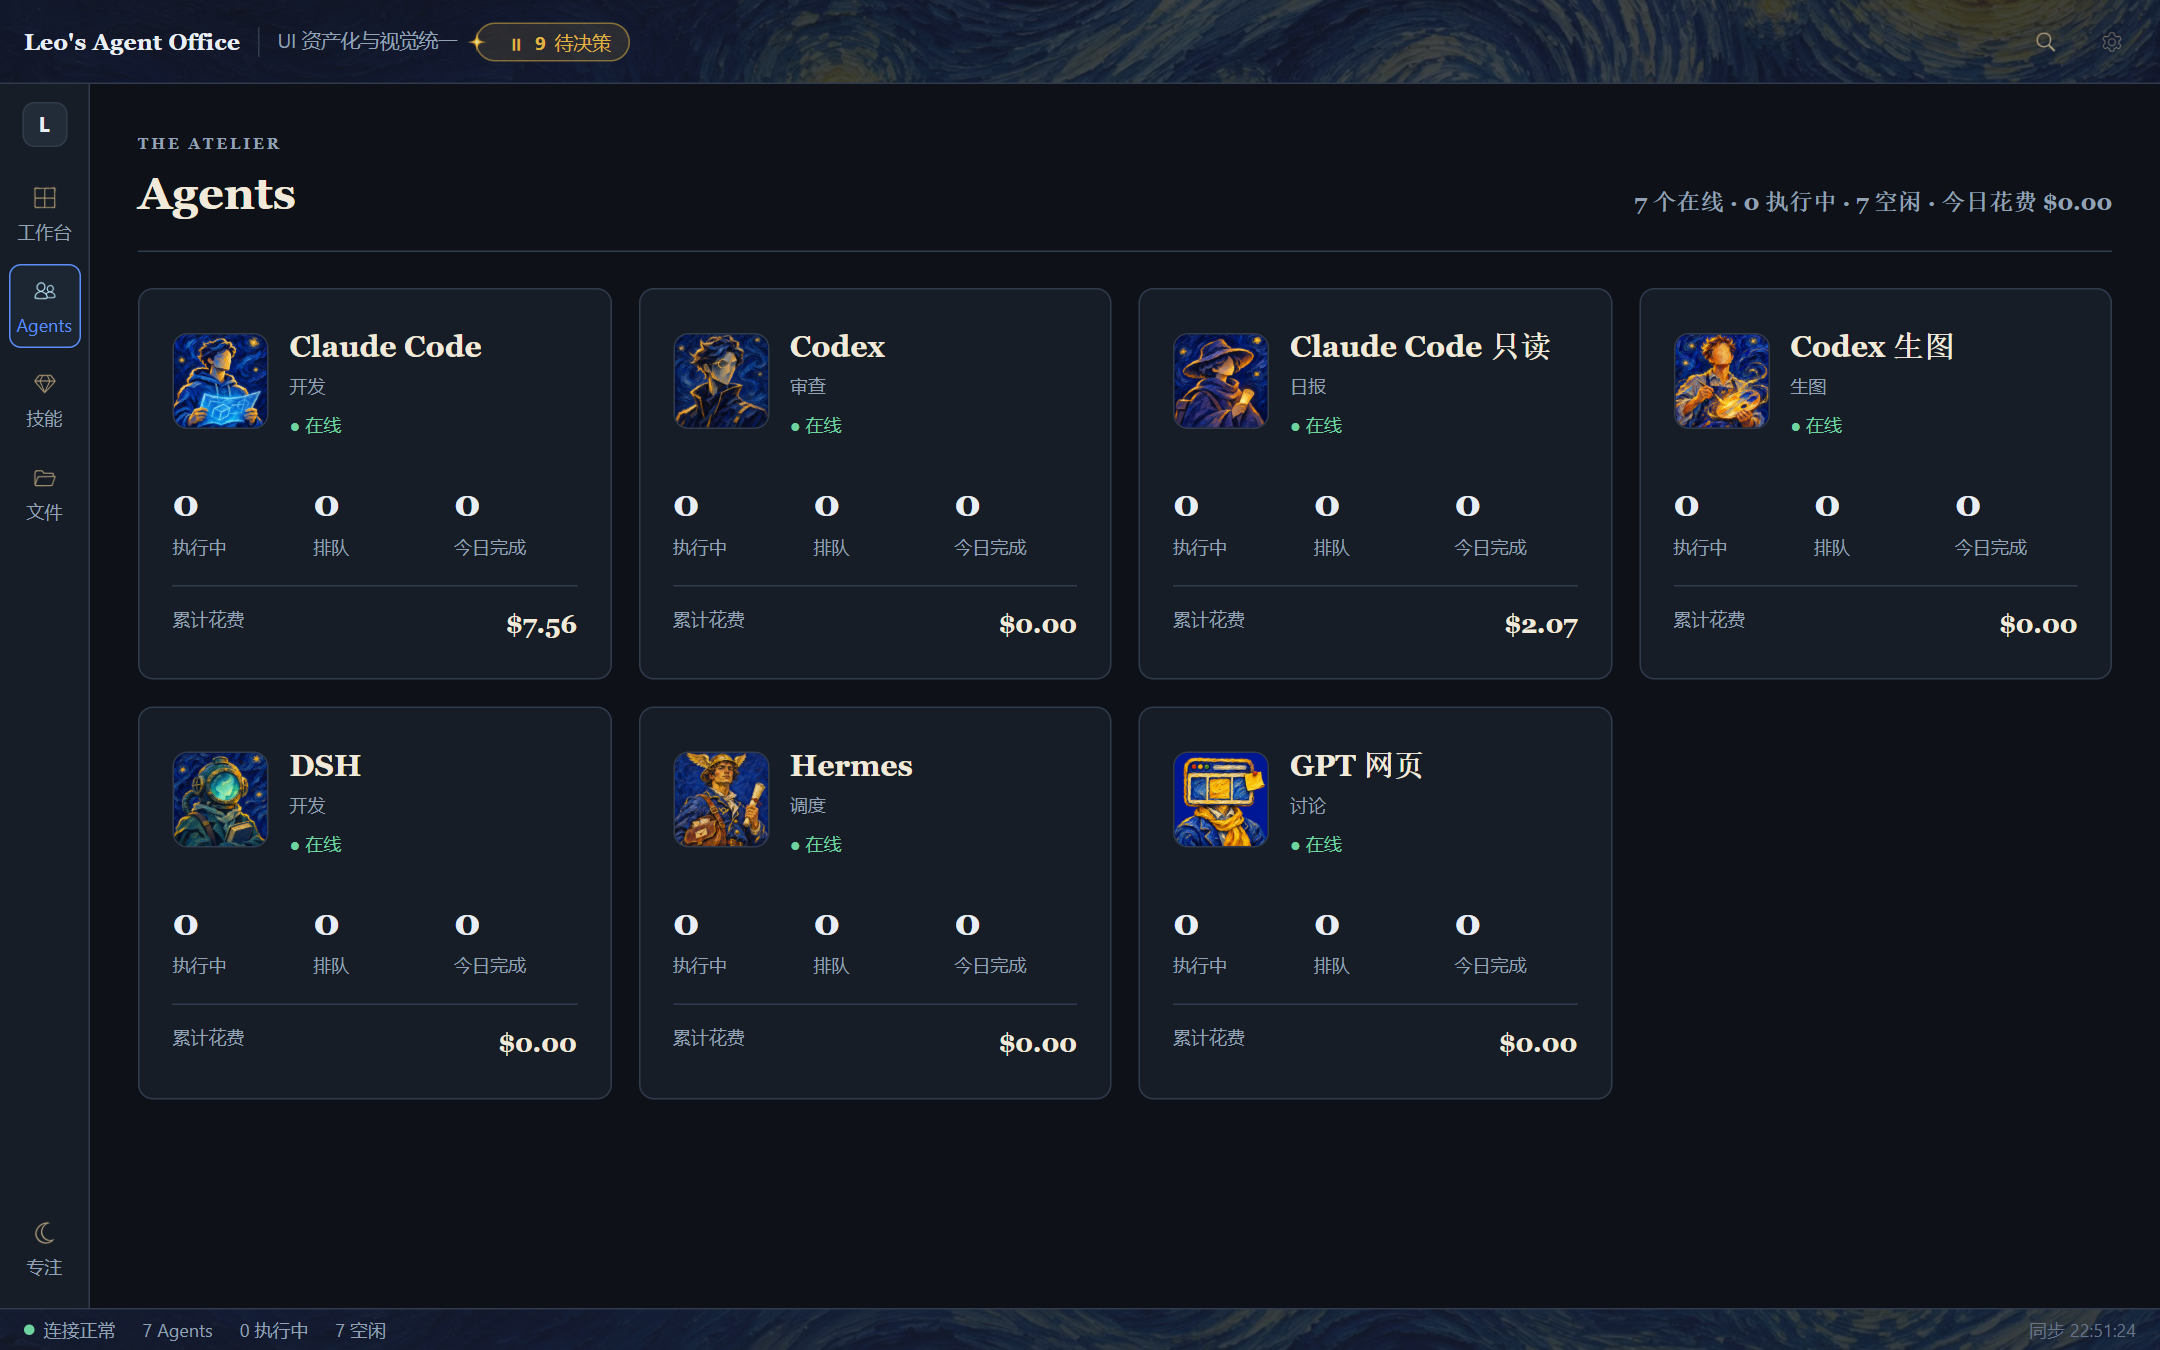 Leo's Agent Office
UI 资产化与视觉统一
9 待决策
L
工作台
Agents
技能
文件
专注
THE ATELIER
Agents
7 个在线 · 0 执行中 · 7 空闲 · 今日花费 $0.00
Claude Code
开发
在线
0 0 0
执行中 排队 今日完成
累计花费 $7.56
Codex
审查
在线
0 0 0
执行中 排队 今日完成
累计花费 $0.00
Claude Code 只读
日报
在线
0 0 0
执行中 排队 今日完成
累计花费 $2.07
Codex 生图
生图
在线
0 0 0
执行中 排队 今日完成
累计花费 $0.00
DSH
开发
在线
0 0 0
执行中 排队 今日完成
累计花费 $0.00
Hermes
调度
在线
0 0 0
执行中 排队 今日完成
累计花费 $0.00
GPT 网页
讨论
在线
0 0 0
执行中 排队 今日完成
累计花费 $0.00
连接正常 7 Agents 0 执行中 7 空闲
同步 22:51:24